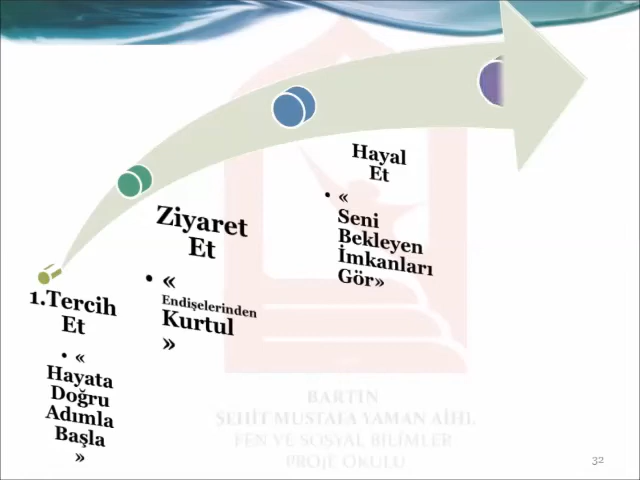 1.Tercih
Et
• «
Hayata
Doğru
Adımla
Başla
»
Ziyaret
Et
• «
Endişelerinden
Kurtul
»
Hayal
Et
• «
Seni
Bekleyen
İmkanları
Gör»
BARTIN
ŞEHİT MUSTAFA YAMAN AİHL
FEN VE SOSYAL BİLİMLER
PROJE OKULU
32